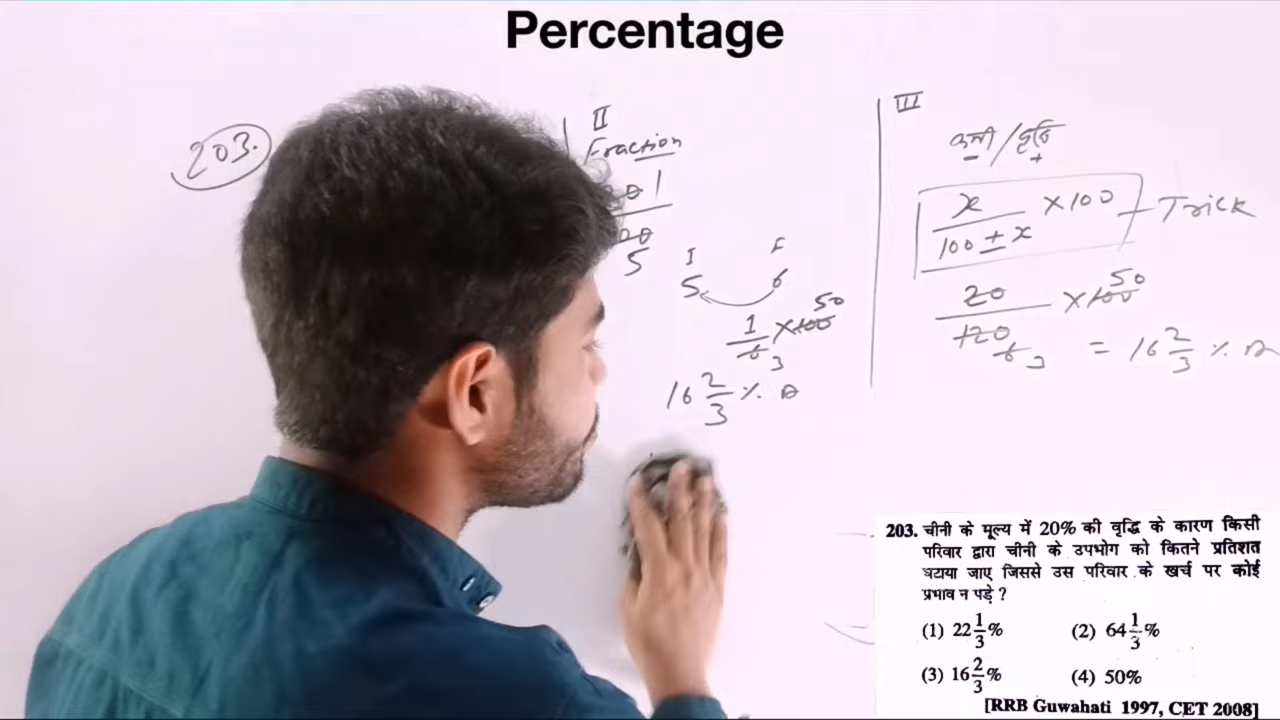 Percentage
203.
II
Fraction
1
5
I F
5 6
1/6 × 100 50
3
16 2/3 %
III
कमी / वृद्धि
- +
x/(100 ± x) × 100 Trick
20/120 × 100 50
6 3
= 16 2/3 %
203. चीनी के मूल्य में 20% की वृद्धि के कारण किसी
परिवार द्वारा चीनी के उपभोग को कितने प्रतिशत
घटाया जाए जिससे उस परिवार के खर्च पर कोई
प्रभाव न पड़े ?
(1) 22 1/3 % (2) 64 1/3 %
(3) 16 2/3 % (4) 50%
[RRB Guwahati 1997, CET 2008]